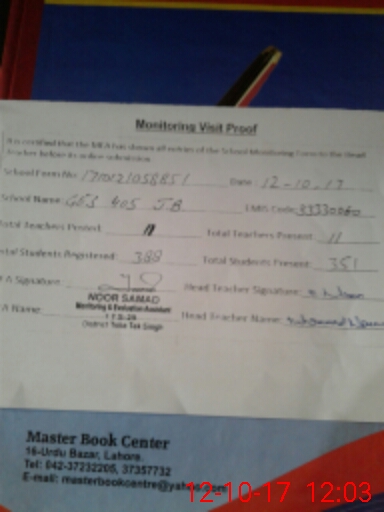 Monitoring Visit Proof
It is certified that the MEA has shown all entries of the School Monitoring Form to the Head
Teacher before its online submission.
School Form No: Date: 12-10-17
School Name: GES 405 JB EMIS Code: 33330060
Total Teachers Posted: 11 Total Teachers Present: 11
Total Students Registered: 388 Total Students Present: 351
A Signature: Head Teacher Signature:
NOOR SAMAD
Monitoring & Evaluation Assistant
District Toba Tek Singh
A Name: Head Teacher Name:
Master Book Center
16-Urdu Bazar, Lahore.
Tel: 042-37232205, 37357732
E-mail: masterbookcentre@yahoo.com
12-10-17 12:03